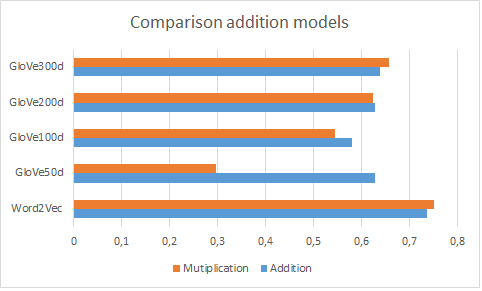 Comparison addition models
GloVe300d
GloVe200d
GloVe100d
GloVe50d
Word2Vec
0 0,1 0,2 0,3 0,4 0,5 0,6 0,7 0,8
Mutiplication Addition